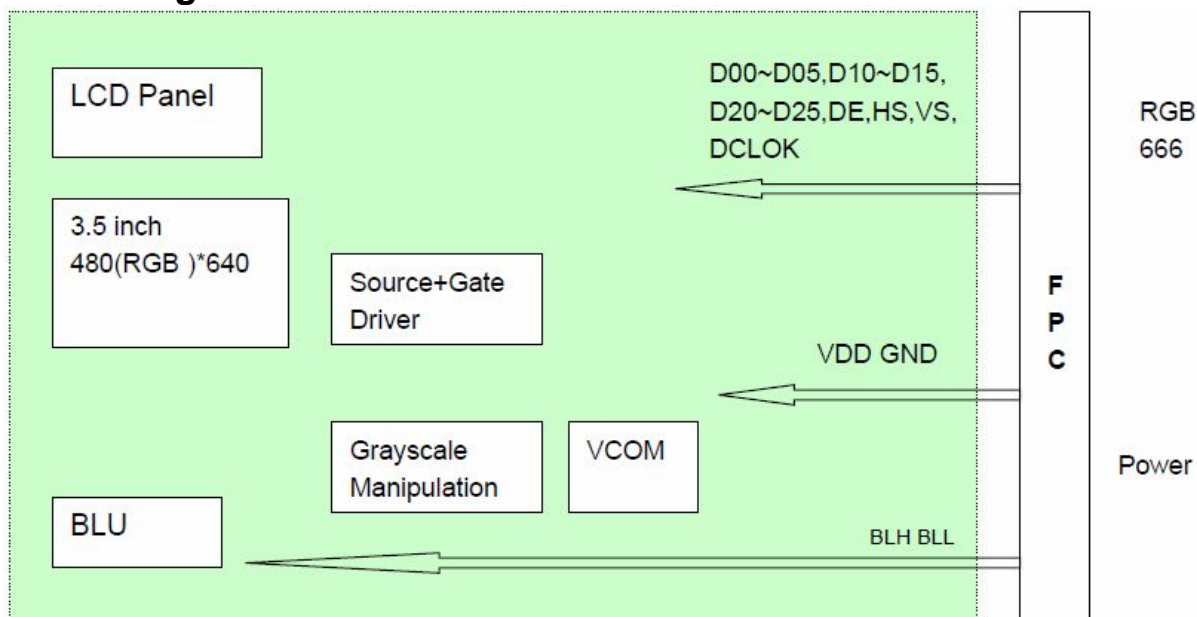 LCD Panel
D00~D05,D10~D15,
D20~D25,DE,HS,VS,
DCLOK
RGB
666
3.5 inch
480(RGB )*640
Source+Gate
Driver
F
P
C
VDD GND
Grayscale
Manipulation
VCOM
Power
BLU
BLH BLL